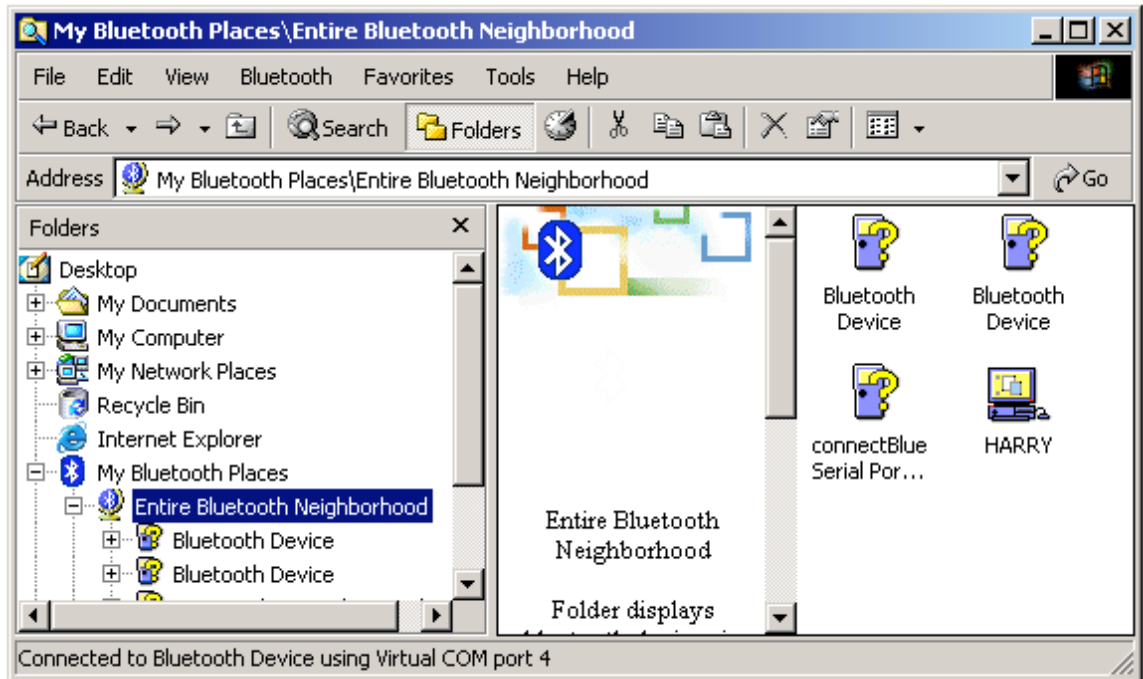 My Bluetooth Places\Entire Bluetooth Neighborhood
File Edit View Bluetooth Favorites Tools Help
Back Search Folders
Address My Bluetooth Places\Entire Bluetooth Neighborhood Go
Folders
Desktop
My Documents
My Computer
My Network Places
Recycle Bin
Internet Explorer
My Bluetooth Places
Entire Bluetooth Neighborhood
Bluetooth Device
Bluetooth Device
Entire Bluetooth
Neighborhood
Folder displays
Bluetooth
Device
Bluetooth
Device
connectBlue
Serial Por...
HARRY
Connected to Bluetooth Device using Virtual COM port 4